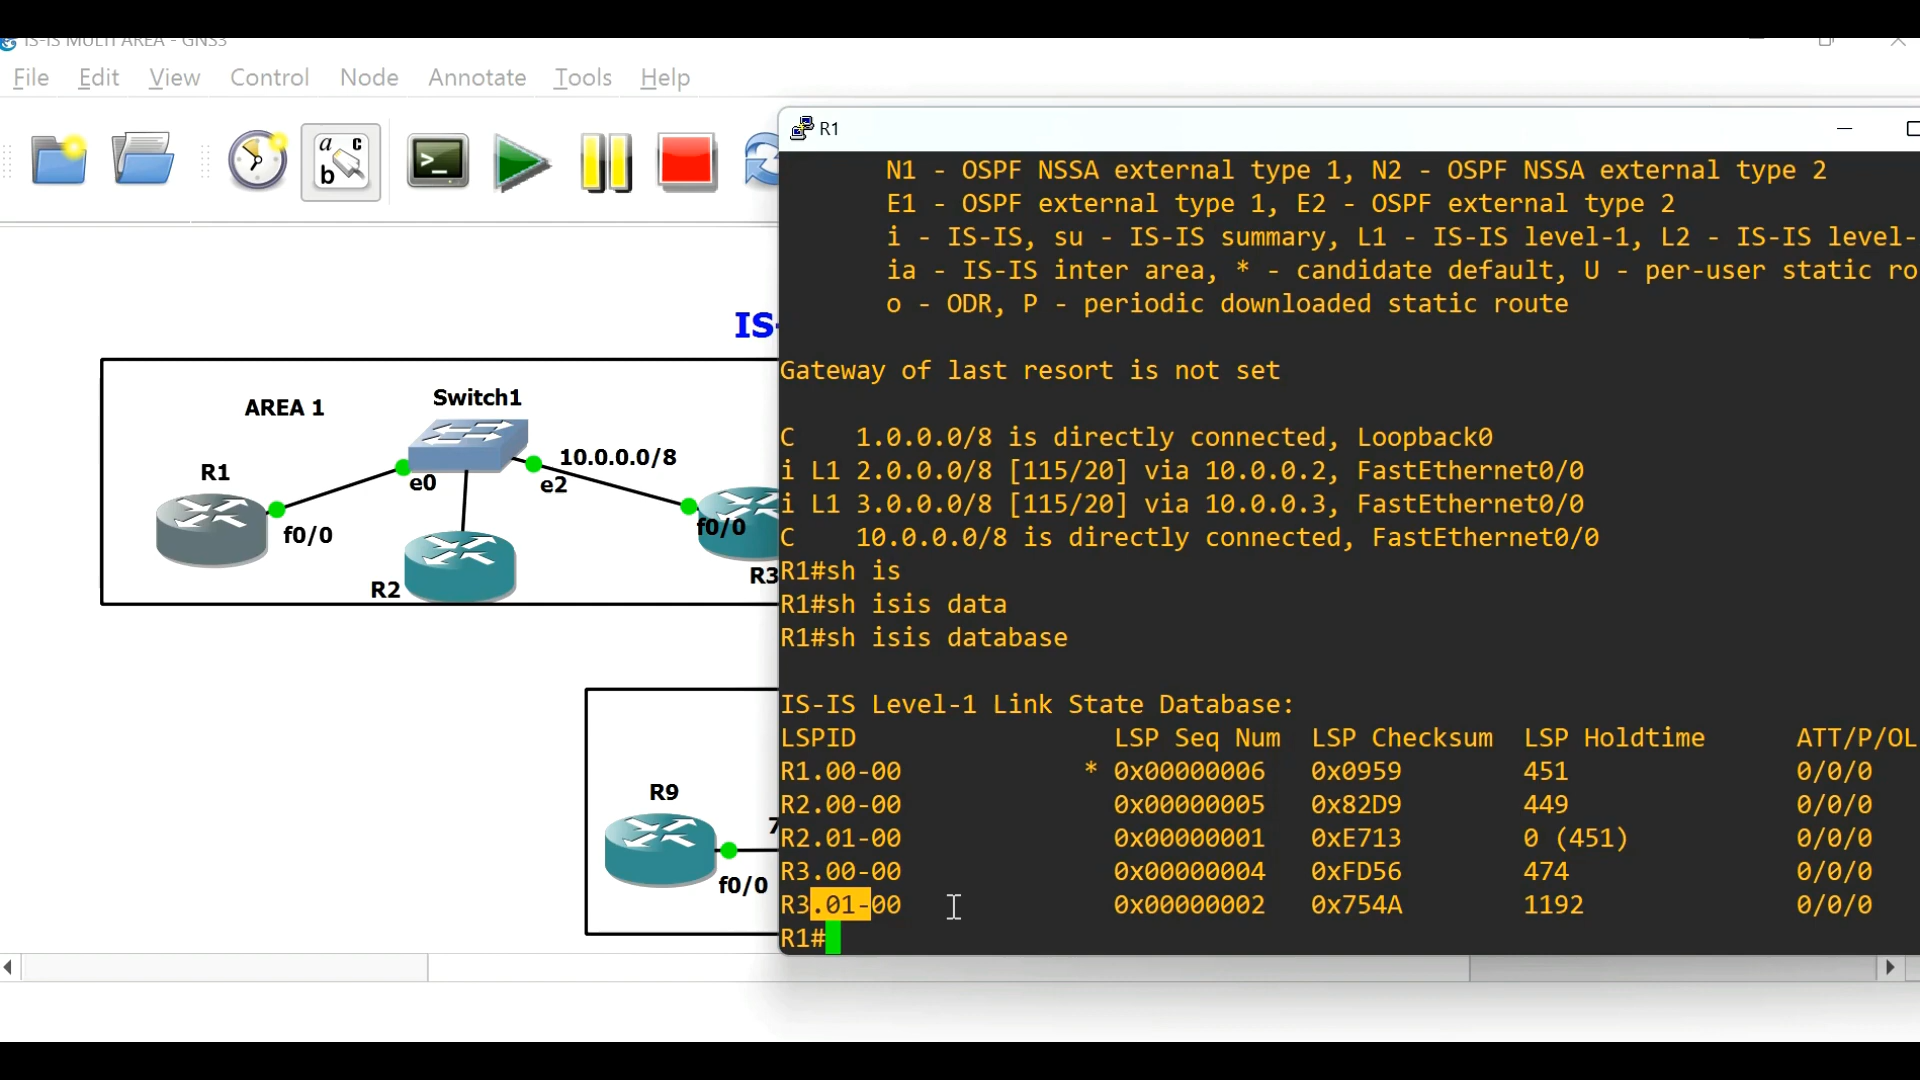 IS-IS MULTI AREA - GNS3
File Edit View Control Node Annotate Tools Help
a c
b
>_
IS-
AREA 1
Switch1
10.0.0.0/8
R1
e0
e2
f0/0
f0/0
R2
R3
R9
7
f0/0
R1
N1 - OSPF NSSA external type 1, N2 - OSPF NSSA external type 2
E1 - OSPF external type 1, E2 - OSPF external type 2
i - IS-IS, su - IS-IS summary, L1 - IS-IS level-1, L2 - IS-IS level-
ia - IS-IS inter area, * - candidate default, U - per-user static ro
o - ODR, P - periodic downloaded static route
Gateway of last resort is not set
C 1.0.0.0/8 is directly connected, Loopback0
i L1 2.0.0.0/8 [115/20] via 10.0.0.2, FastEthernet0/0
i L1 3.0.0.0/8 [115/20] via 10.0.0.3, FastEthernet0/0
C 10.0.0.0/8 is directly connected, FastEthernet0/0
R1#sh is
R1#sh isis data
R1#sh isis database
IS-IS Level-1 Link State Database:
LSPID LSP Seq Num LSP Checksum LSP Holdtime ATT/P/OL
R1.00-00 * 0x00000006 0x0959 451 0/0/0
R2.00-00 0x00000005 0x82D9 449 0/0/0
R2.01-00 0x00000001 0xE713 0 (451) 0/0/0
R3.00-00 0x00000004 0xFD56 474 0/0/0
R3.01-00 0x00000002 0x754A 1192 0/0/0
R1#